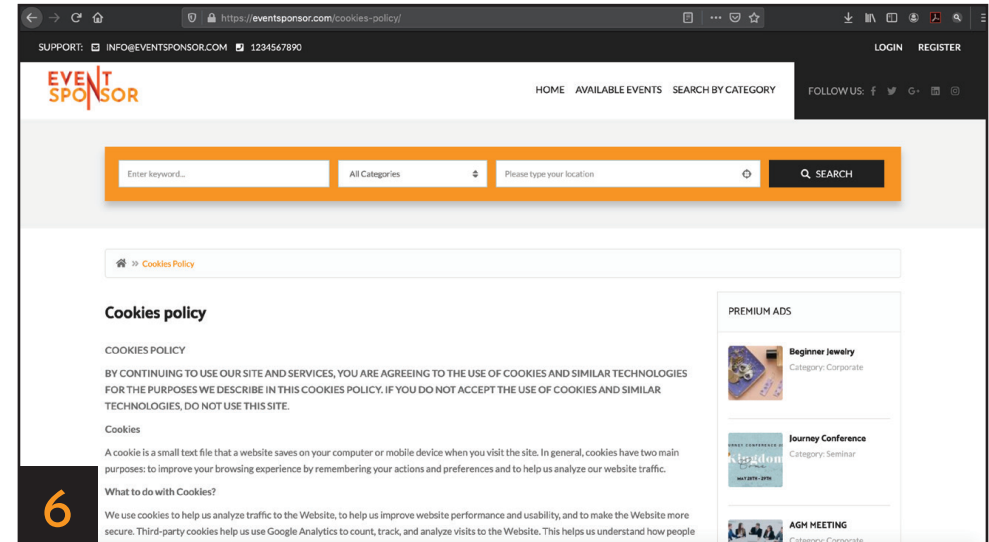 https://eventsponsor.com/cookies-policy/
SUPPORT: INFO@EVENTSPONSOR.COM 1234567890
LOGIN REGISTER
EVENT
SPONSOR
HOME AVAILABLE EVENTS SEARCH BY CATEGORY
FOLLOW US:
Enter keyword...
All Categories
Please type your location
SEARCH
» Cookies Policy
Cookies policy
COOKIES POLICY
BY CONTINUING TO USE OUR SITE AND SERVICES, YOU ARE AGREEING TO THE USE OF COOKIES AND SIMILAR TECHNOLOGIES
FOR THE PURPOSES WE DESCRIBE IN THIS COOKIES POLICY. IF YOU DO NOT ACCEPT THE USE OF COOKIES AND SIMILAR
TECHNOLOGIES, DO NOT USE THIS SITE.
Cookies
A cookie is a small text file that a website saves on your computer or mobile device when you visit the site. In general, cookies have two main
purposes: to improve your browsing experience by remembering your actions and preferences and to help us analyze our website traffic.
What to do with Cookies?
We use cookies to help us analyze traffic to the Website, to help us improve website performance and usability, and to make the Website more
secure. Third-party cookies help us use Google Analytics to count, track, and analyze visits to the Website. This helps us understand how people
PREMIUM ADS
Beginner Jewelry
Category: Corporate
Kingdom
Journey Conference
Category: Seminar
AGM MEETING
Category: Corporate
6